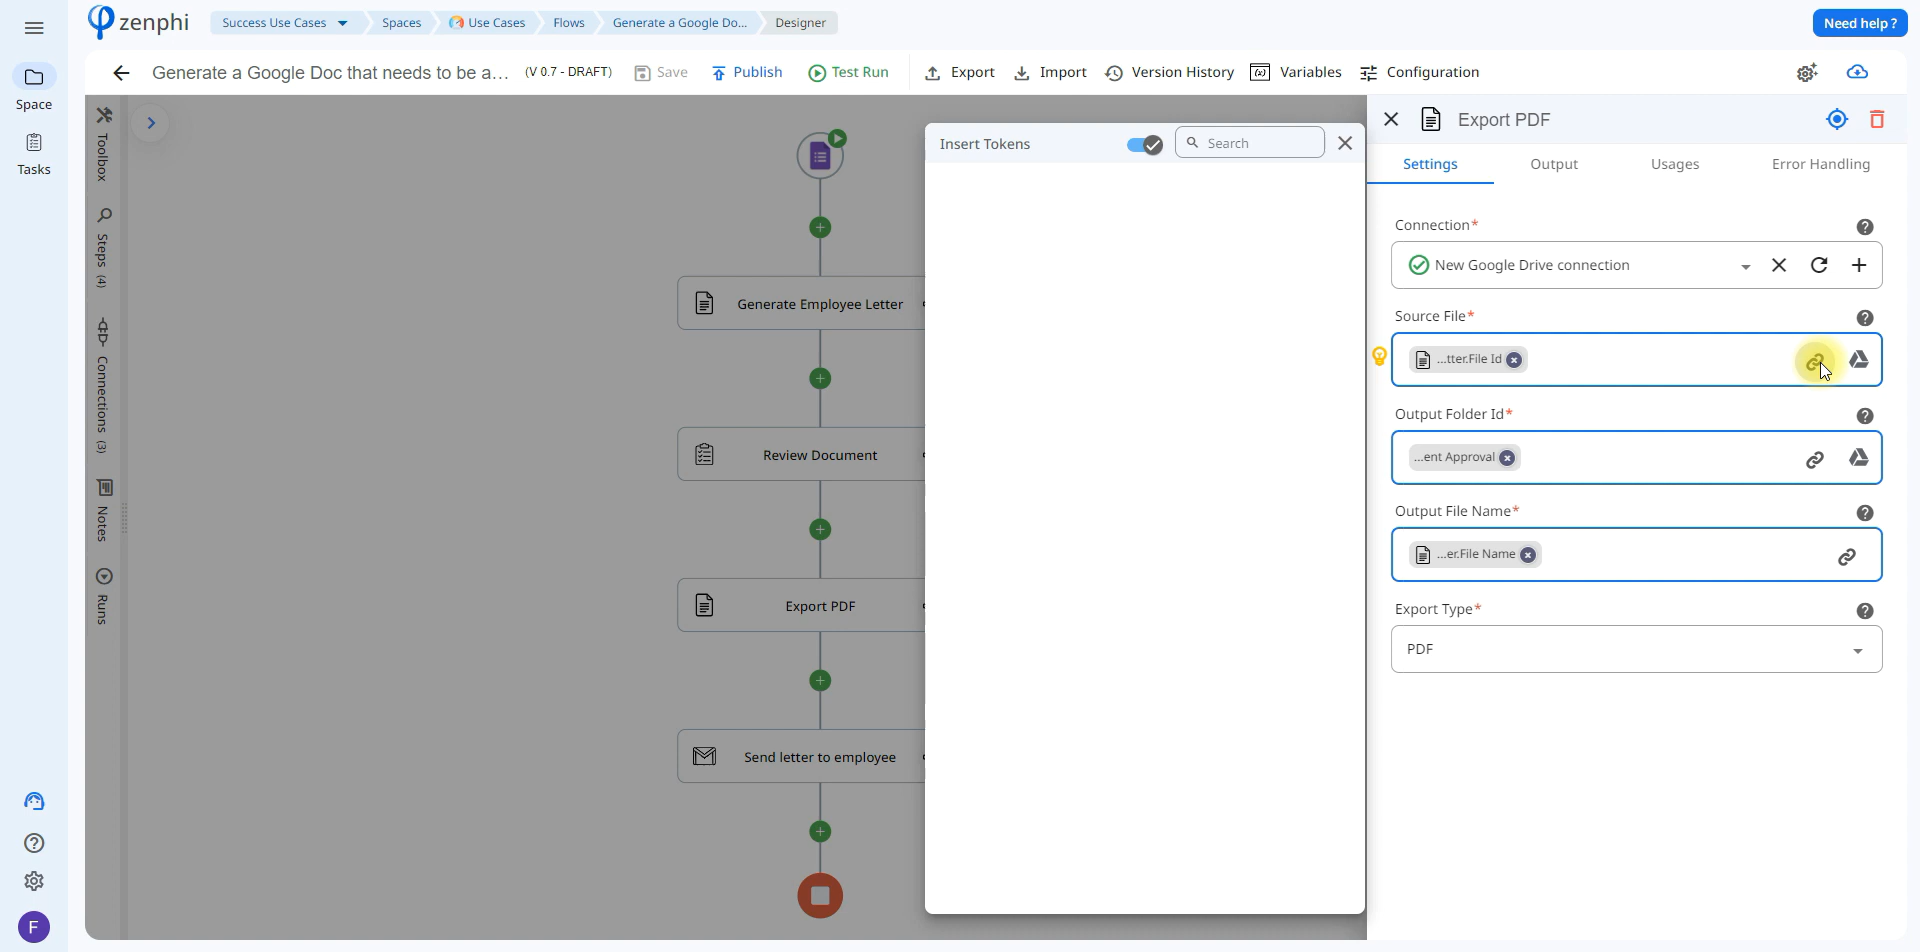 zenphi
Success Use Cases
Spaces
Use Cases
Flows
Generate a Google Do...
Designer
Need help ?
Generate a Google Doc that needs to be a...
(V 0.7 - DRAFT)
Save
Publish
Test Run
Export
Import
Version History
Variables
Configuration
Space
Tasks
Toolbox
Steps (4)
Connections (3)
Notes
Runs
Generate Employee Letter
Review Document
Export PDF
Send letter to employee
Insert Tokens
Search
Export PDF
Settings
Output
Usages
Error Handling
Connection*
New Google Drive connection
Source File*
...tter.File Id
Output Folder Id*
...ent Approval
Output File Name*
...er.File Name
Export Type*
PDF
F